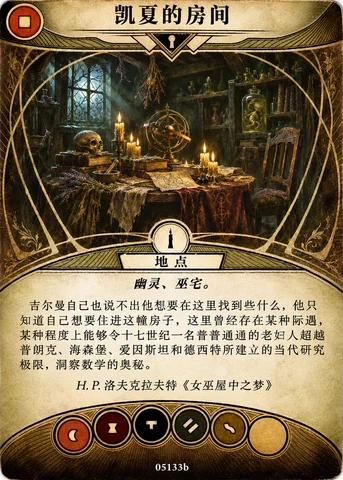 凯夏的房间
地点
幽灵、巫宅。
吉尔曼自己也说不出他想要在这里找到些什么，他只
知道自己想要住进这幢房子，这里曾经存在某种际遇，
某种程度上能够令十七世纪一名普普通通的老妇人超越
普朗克、海森堡、爱因斯坦和德西特所建立的当代研究
极限，洞察数学的奥秘。
H. P. 洛夫克拉夫特《女巫屋中之梦》
05133b